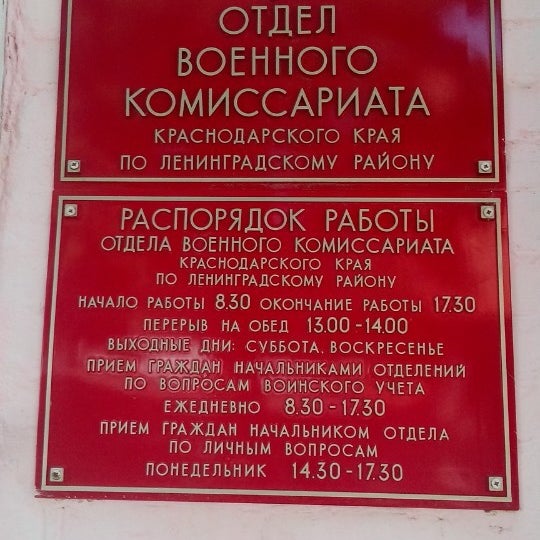 ОТДЕЛ
ВОЕННОГО
КОМИССАРИАТА
КРАСНОДАРСКОГО КРАЯ
ПО ЛЕНИНГРАДСКОМУ РАЙОНУ
РАСПОРЯДОК РАБОТЫ
ОТДЕЛА ВОЕННОГО КОМИССАРИАТА
КРАСНОДАРСКОГО КРАЯ
ПО ЛЕНИНГРАДСКОМУ РАЙОНУ
НАЧАЛО РАБОТЫ 8.30 ОКОНЧАНИЕ РАБОТЫ 17.30
ПЕРЕРЫВ НА ОБЕД 13.00-14.00
ВЫХОДНЫЕ ДНИ: СУББОТА, ВОСКРЕСЕНЬЕ
ПРИЕМ ГРАЖДАН НАЧАЛЬНИКАМИ ОТДЕЛЕНИЙ
ПО ВОПРОСАМ ВОИНСКОГО УЧЕТА
ЕЖЕДНЕВНО 8.30-17.30
ПРИЕМ ГРАЖДАН НАЧАЛЬНИКОМ ОТДЕЛА
ПО ЛИЧНЫМ ВОПРОСАМ
ПОНЕДЕЛЬНИК 14.30-17.30